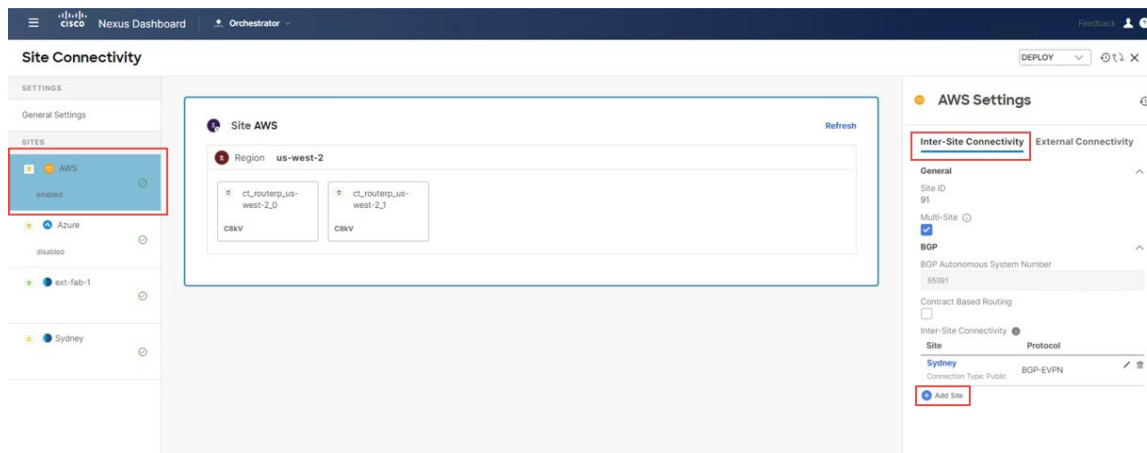 cisco Nexus Dashboard Orchestrator Feedback
Site Connectivity DEPLOY
SETTINGS
General Settings
SITES
AWS
enabled
Azure
disabled
ext-fab-1
Sydney
Site AWS Refresh
Region us-west-2
ct_routerp_us-
west-2_0
C8kV
ct_routerp_us-
west-2_1
C8kV
AWS Settings
Inter-Site Connectivity External Connectivity
General
Site ID
91
Multi-Site
BGP
BGP Autonomous System Number
65091
Contract Based Routing
Inter-Site Connectivity
Site Protocol
Sydney
Connection Type: Public
BGP-EVPN
Add Site